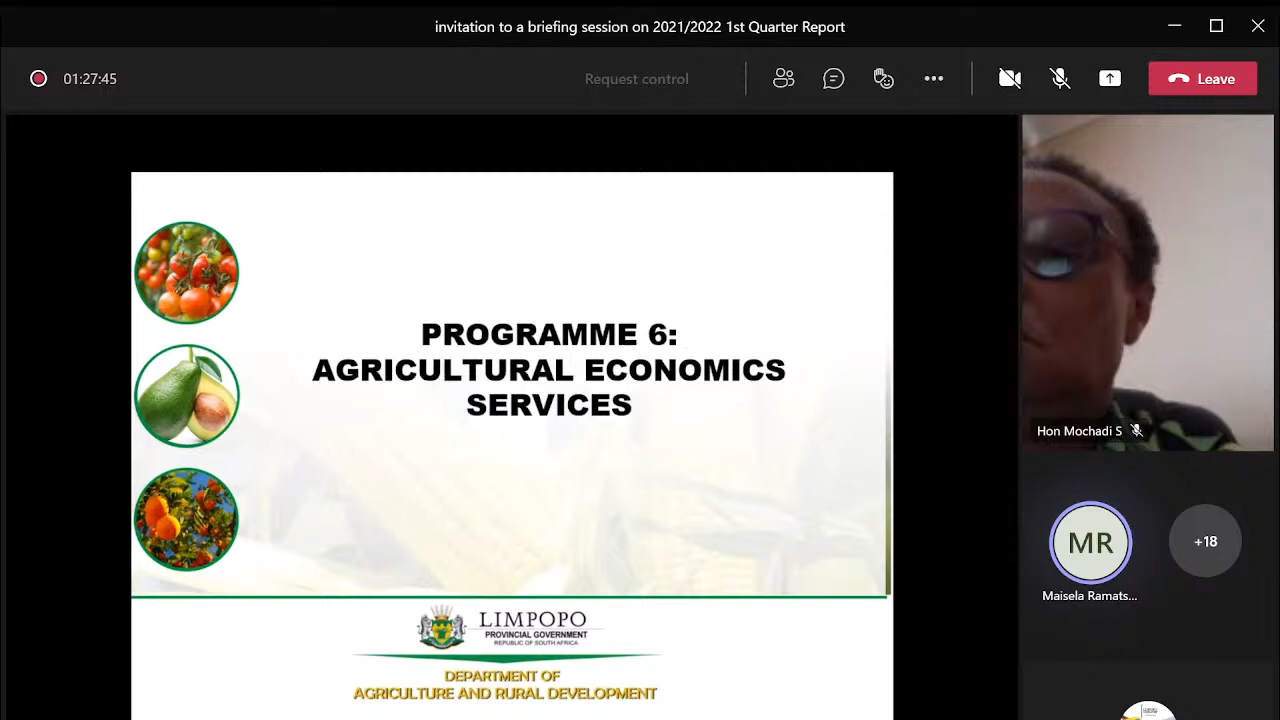 invitation to a briefing session on 2021/2022 1st Quarter Report
01:27:45
Request control
Leave
PROGRAMME 6:
AGRICULTURAL ECONOMICS
SERVICES
LIMPOPO
PROVINCIAL GOVERNMENT
REPUBLIC OF SOUTH AFRICA
DEPARTMENT OF
AGRICULTURE AND RURAL DEVELOPMENT
Hon Mochadi S
MR
+18
Maisela Ramats...